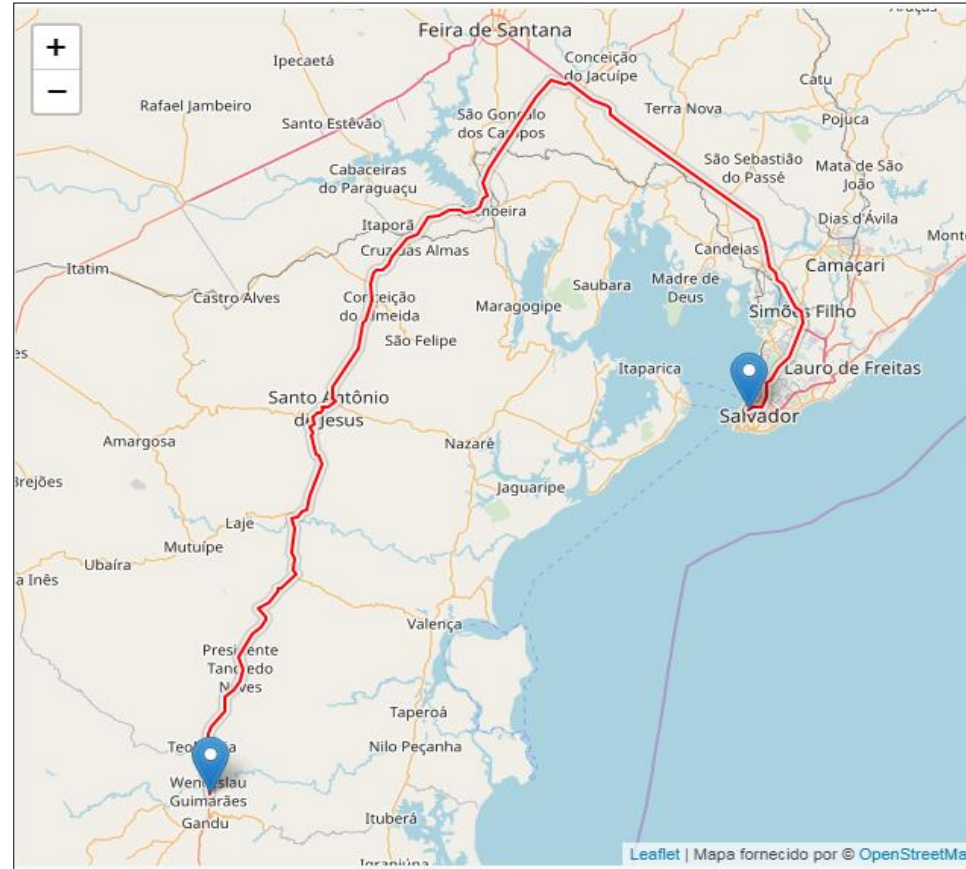 Feira de Santana
+
−
Ipecaetá
Conceição
do Jacuípe
Catu
Rafael Jambeiro
Terra Nova
Pojuca
Santo Estêvão
São Gonçalo
dos Campos
Cabaceiras
do Paraguaçu
São Sebastião
do Passé
Mata de São
João
Itaporã
Dias d'Ávila
Cruz das Almas
Candeias
Monte
Itatim
Camaçari
Castro Alves
Conceição
do Almeida
Maragogipe
Saubara
Madre de
Deus
Simões Filho
São Felipe
es
Itaparica
Lauro de Freitas
Santo Antônio
de Jesus
Salvador
Amargosa
Nazaré
Brejões
Jaguaripe
Laje
Mutuípe
Ubaíra
a Inês
Valença
Presidente
Tancredo
Neves
Taperoá
Teolândia
Nilo Peçanha
Wenceslau
Guimarães
Gandu
Ituberá
Leaflet | Mapa fornecido por © OpenStreetMa